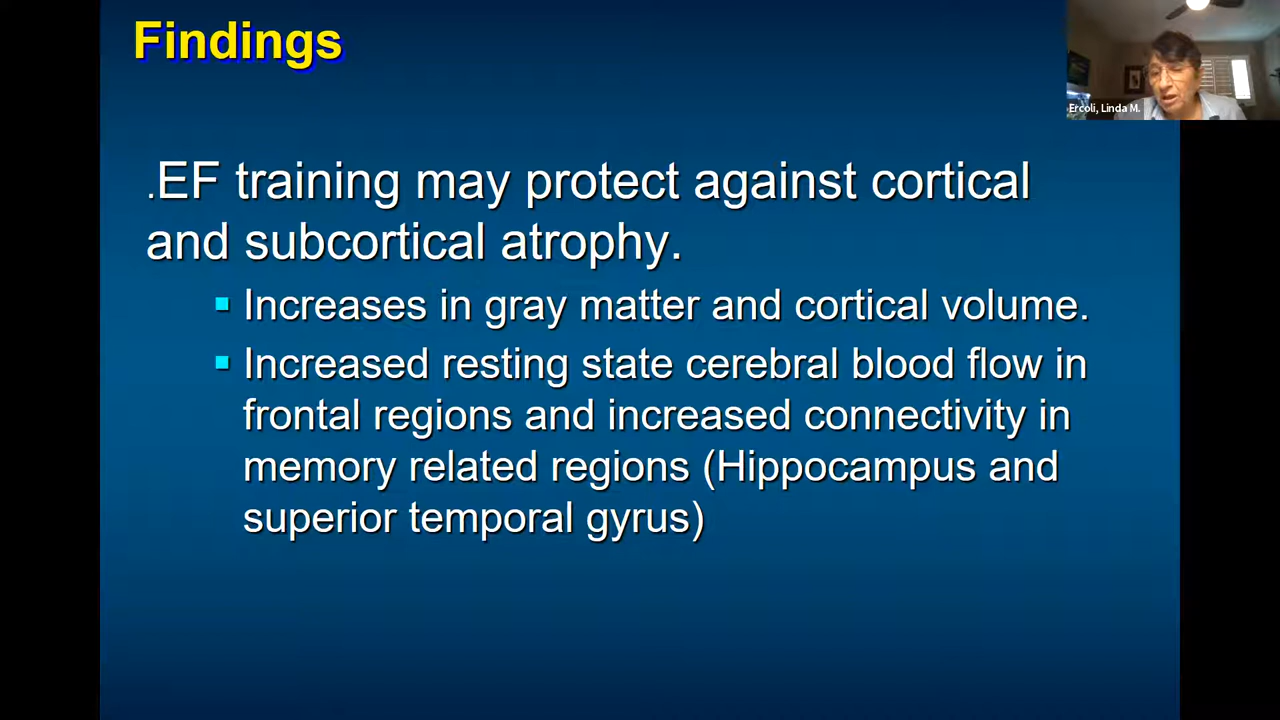 Findings
Ercoli, Linda M.
.EF training may protect against cortical
and subcortical atrophy.
Increases in gray matter and cortical volume.
Increased resting state cerebral blood flow in
frontal regions and increased connectivity in
memory related regions (Hippocampus and
superior temporal gyrus)